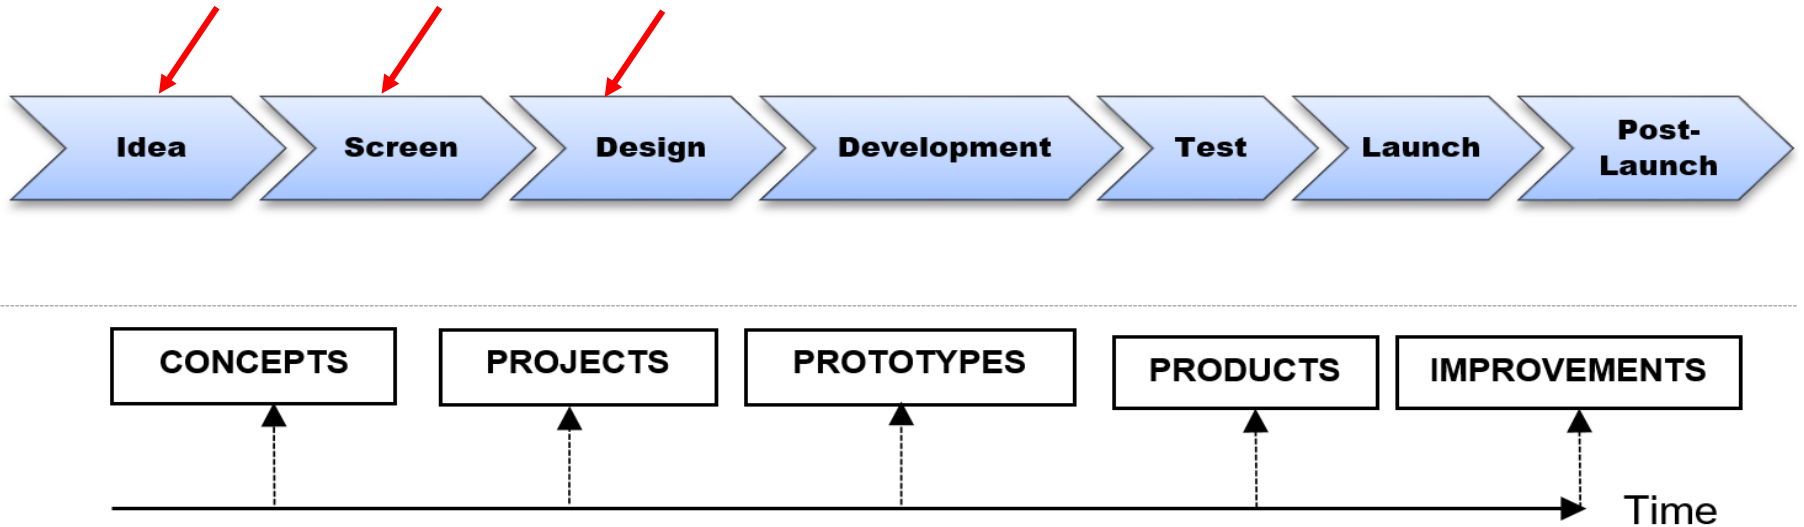 Idea
Screen
Design
Development
Test
Launch
Post-
Launch
CONCEPTS
PROJECTS
PROTOTYPES
PRODUCTS
IMPROVEMENTS
Time